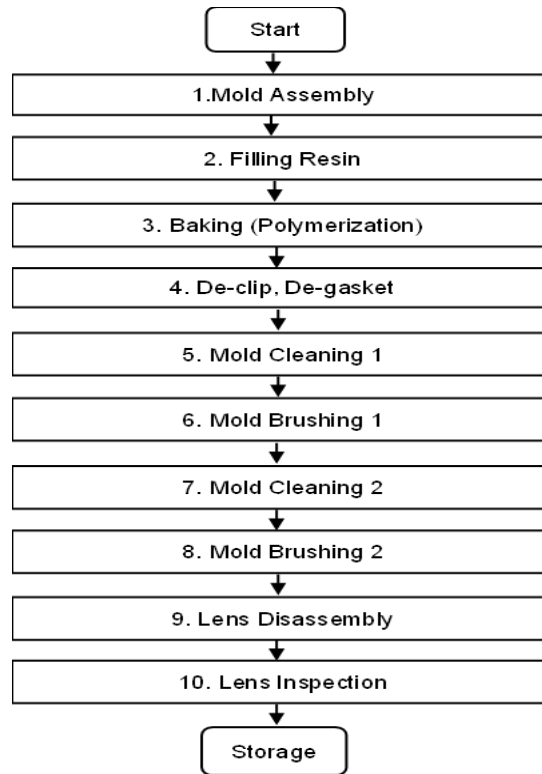 Start
1.Mold Assembly
2. Filling Resin
3. Baking (Polymerization)
4. De-clip, De-gasket
5. Mold Cleaning 1
6. Mold Brushing 1
7. Mold Cleaning 2
8. Mold Brushing 2
9. Lens Disassembly
10. Lens Inspection
Storage